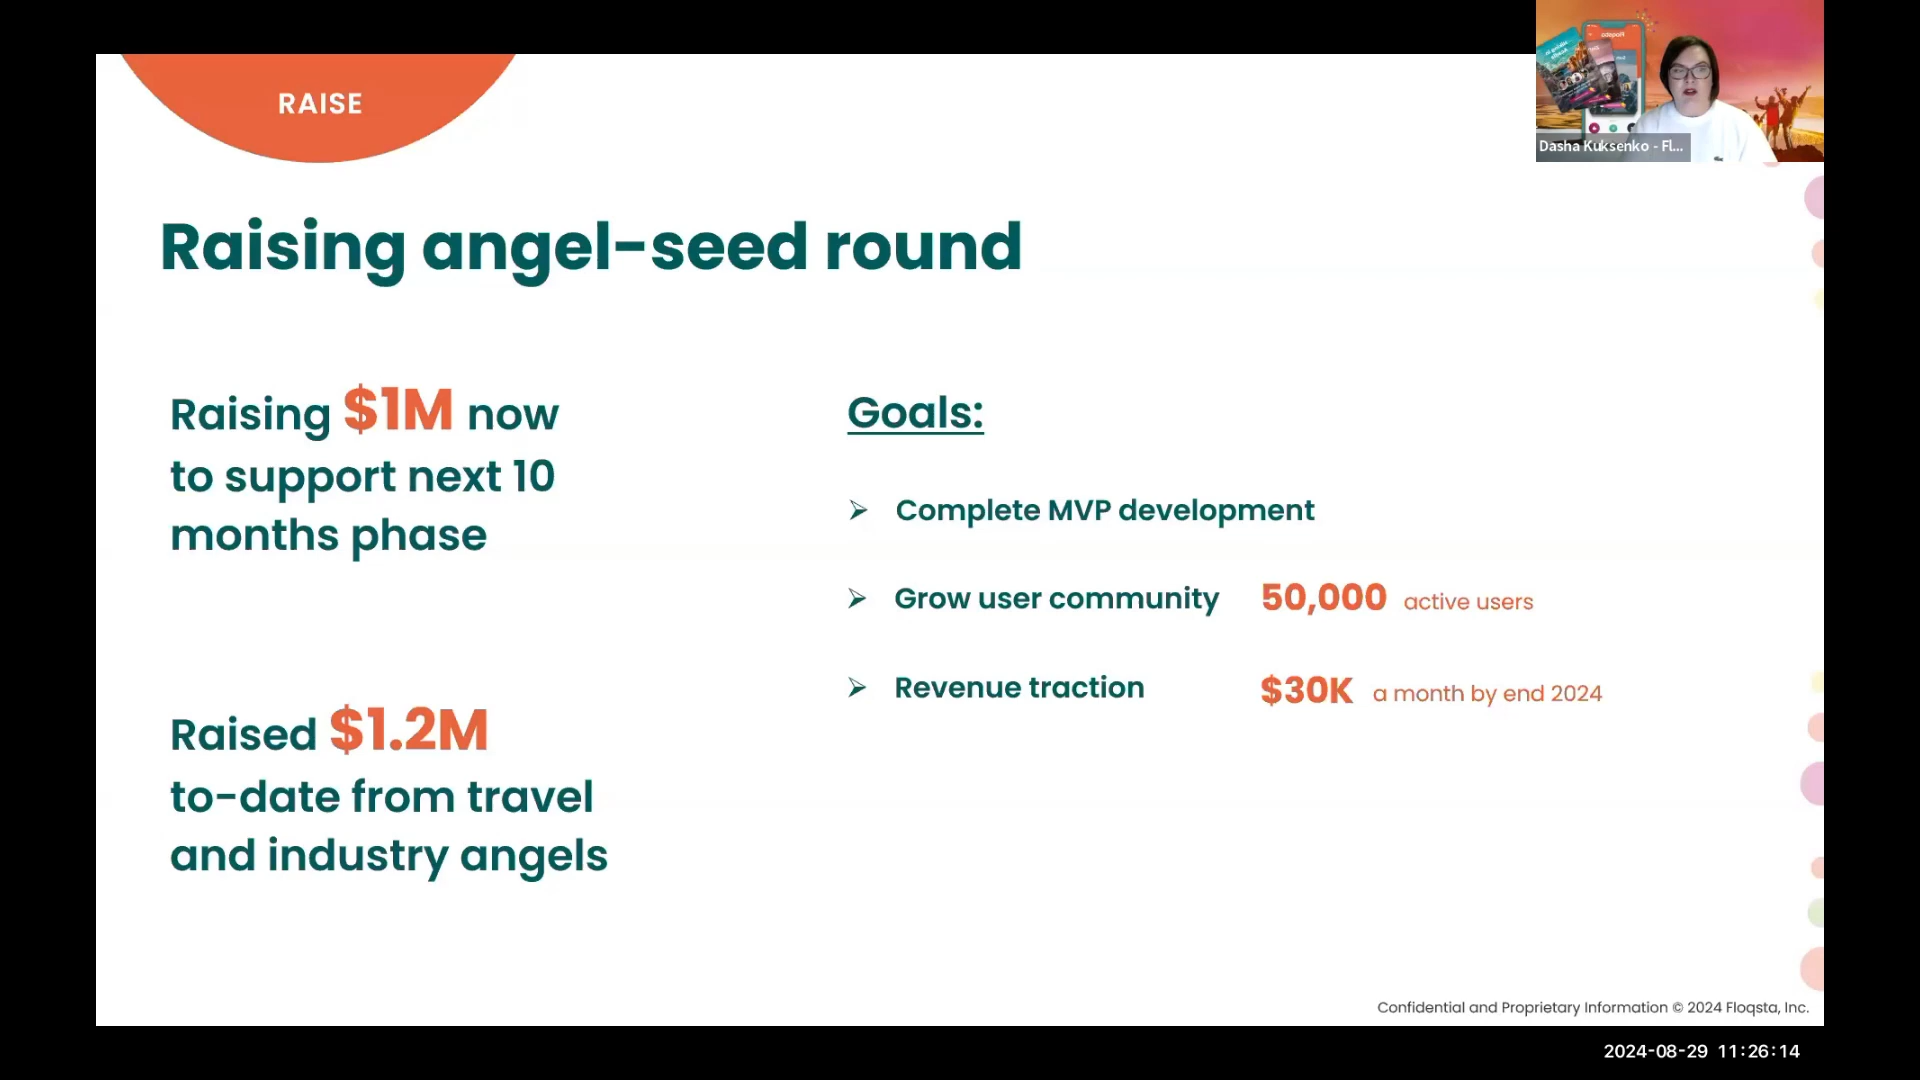 RAISE
Raising angel-seed round
Raising $1M now
to support next 10
months phase
Raised $1.2M
to-date from travel
and industry angels
Goals:
➢ Complete MVP development
➢ Grow user community 50,000 active users
➢ Revenue traction $30K a month by end 2024
Confidential and Proprietary Information © 2024 Floqsta, Inc.
Dasha Kuksenko - Fl...
2024-08-29 11:26:14